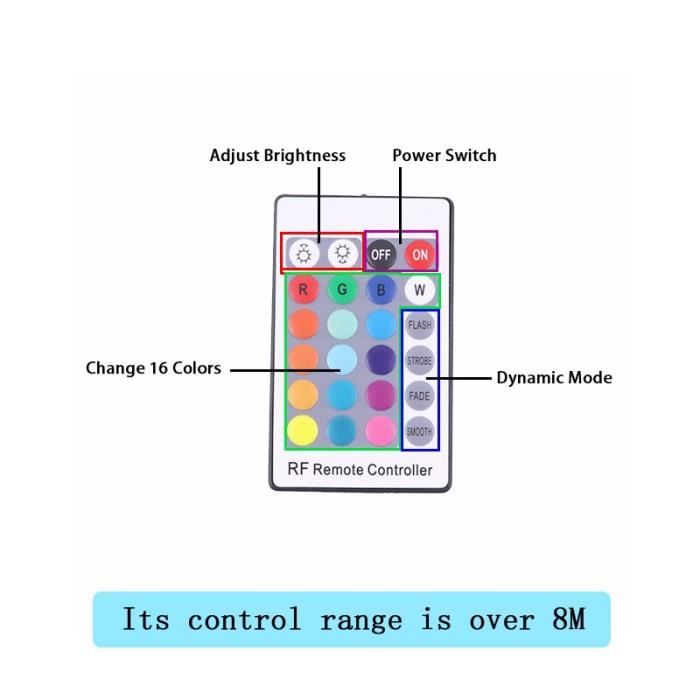 Adjust Brightness
Power Switch
OFF
ON
R
G
B
W
FLASH
Change 16 Colors
STROBE
Dynamic Mode
FADE
SMOOTH
RF Remote Controller
Its control range is over 8M